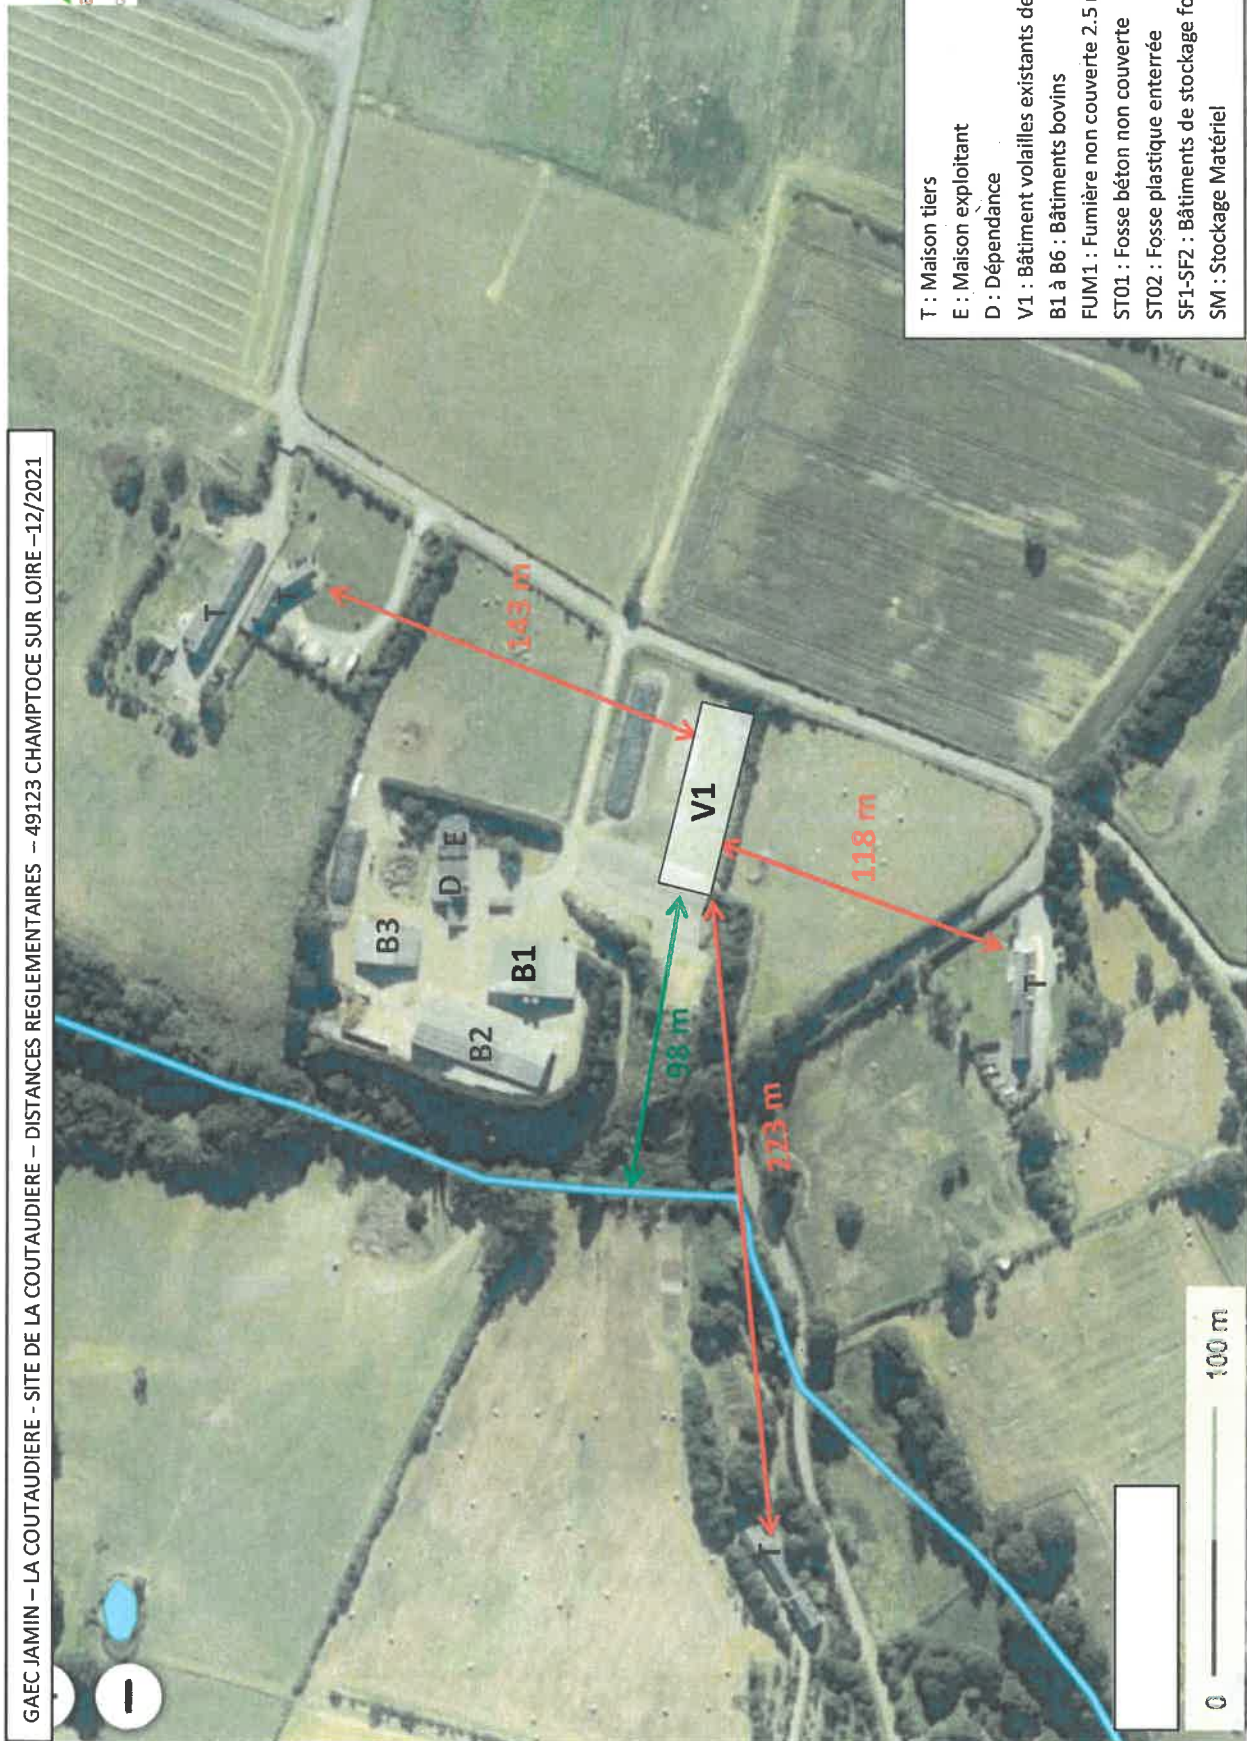 GAEC JAMIN – LA COUTAUDIERE - SITE DE LA COUTAUDIERE – DISTANCES REGLEMENTAIRES – 49123 CHAMPTOCE SUR LOIRE –12/2021
T
T
143 m
B3
D
E
B1
B2
V1
98 m
118 m
223 m
T
T
T : Maison tiers
E : Maison exploitant
D : Dépendance
V1 : Bâtiment volailles existants de
B1 à B6 : Bâtiments bovins
FUM1 : Fumière non couverte 2.5
ST01 : Fosse béton non couverte
ST02 : Fosse plastique enterrée
SF1-SF2 : Bâtiments de stockage
SM : Stockage Matériel
0 100 m